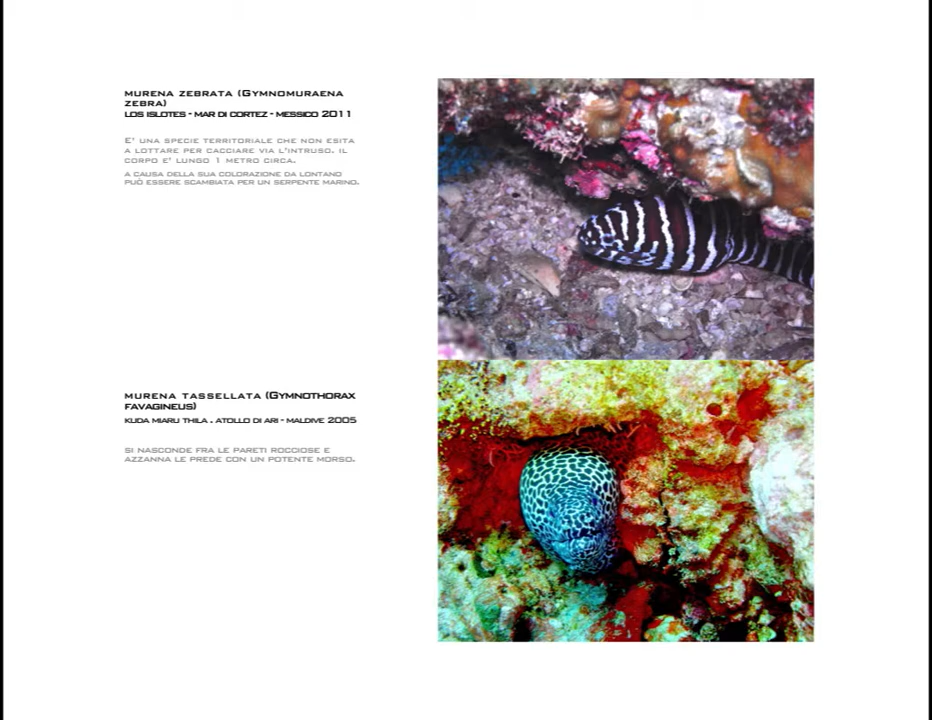 MURENA ZEBRATA (GYMNOMURAENA
ZEBRA)
LOS ISLOTES - MAR DI CORTEZ - MESSICO 2011
E' UNA SPECIE TERRITORIALE CHE NON ESITA
A LOTTARE PER CACCIARE VIA L'INTRUSO. IL
CORPO E' LUNGO 1 METRO CIRCA.
A CAUSA DELLA SUA COLORAZIONE DA LONTANO
PUÒ ESSERE SCAMBIATA PER UN SERPENTE MARINO.
MURENA TASSELLATA (GYMNOTHORAX
FAVAGINEUS)
KUDA MIARU THILA . ATOLLO DI ARI - MALDIVE 2005
SI NASCONDE FRA LE PARETI ROCCIOSE E
AZZANNA LE PREDE CON UN POTENTE MORSO.